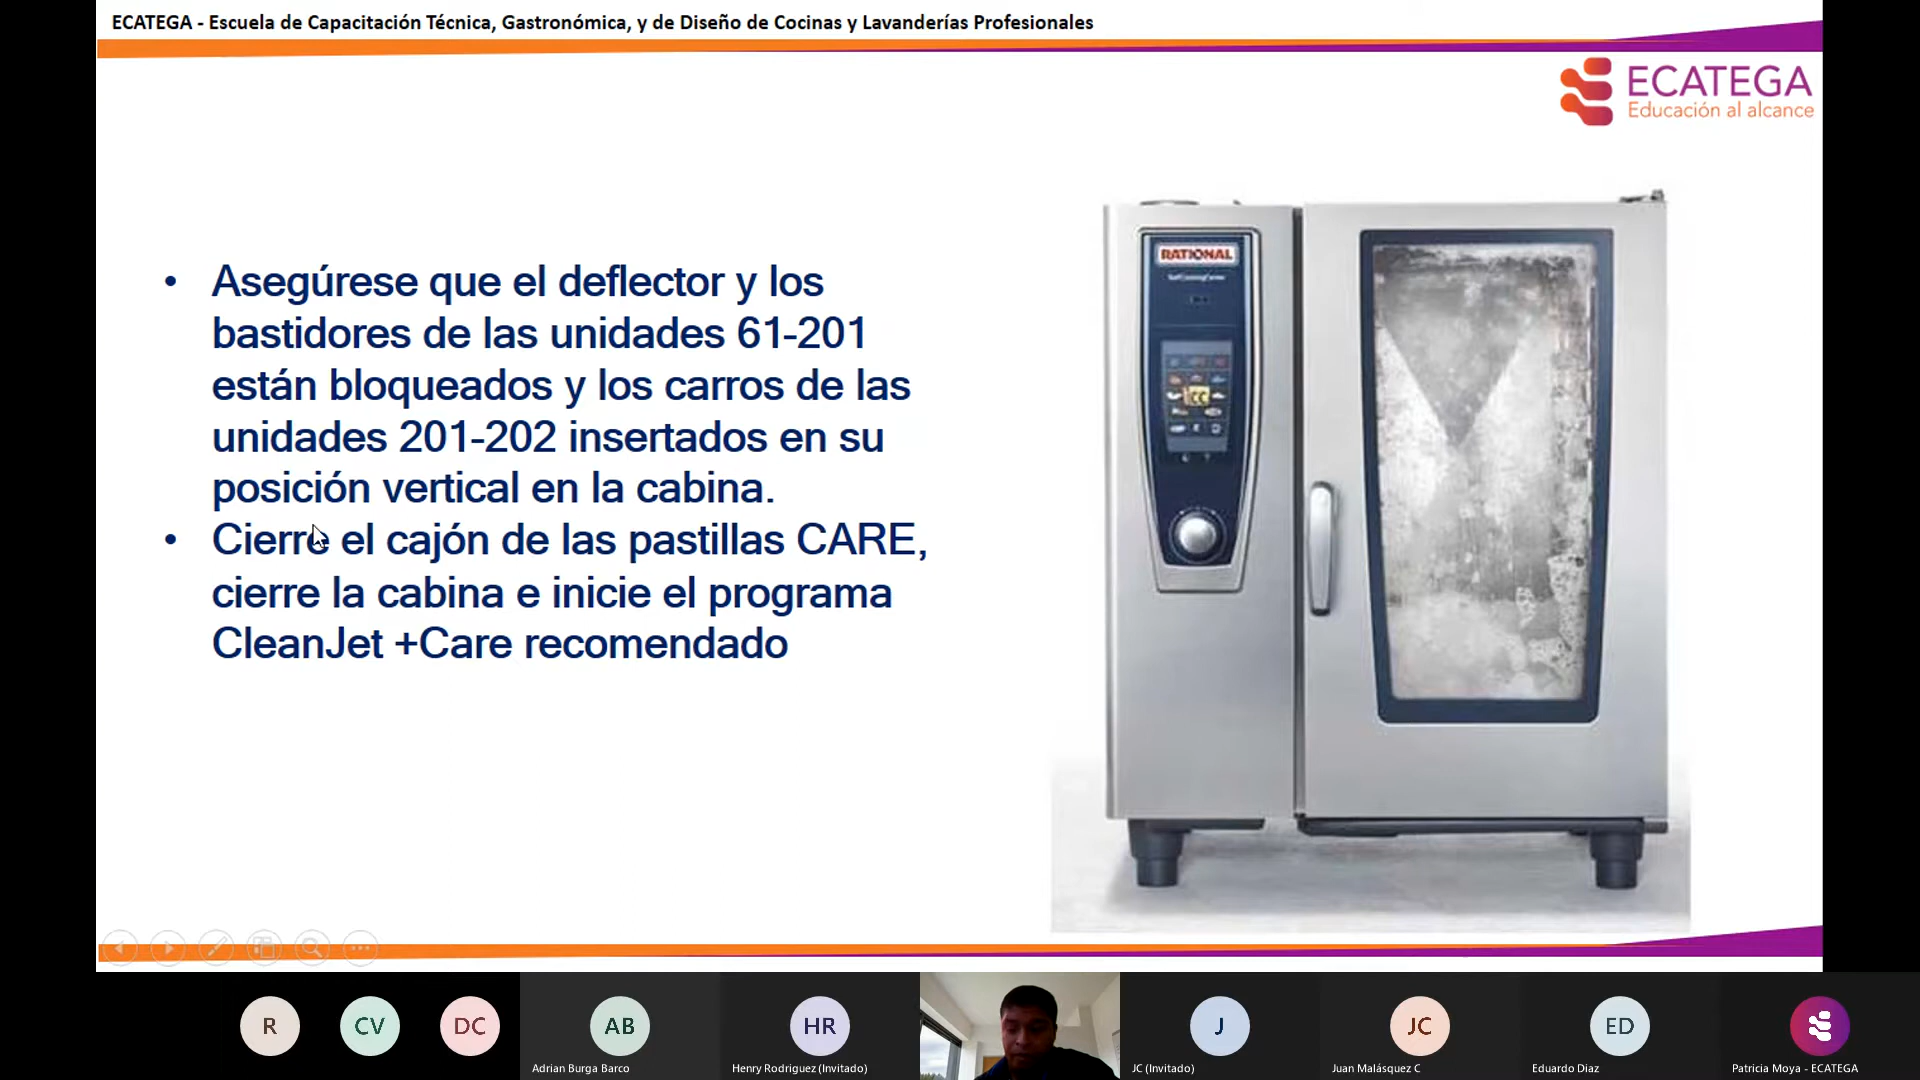 ECATEGA - Escuela de Capacitación Técnica, Gastronómica, y de Diseño de Cocinas y Lavanderías Profesionales
ECATEGA
Educación al alcance
• Asegúrese que el deflector y los
bastidores de las unidades 61-201
están bloqueados y los carros de las
unidades 201-202 insertados en su
posición vertical en la cabina.
• Cierre el cajón de las pastillas CARE,
cierre la cabina e inicie el programa
CleanJet +Care recomendado
RATIONAL
R
CV
DC
AB
HR
J
JC
ED
Adrian Burga Barco
Henry Rodriguez (Invitado)
JC (Invitado)
Juan Malásquez C
Eduardo Diaz
Patricia Moya - ECATEGA